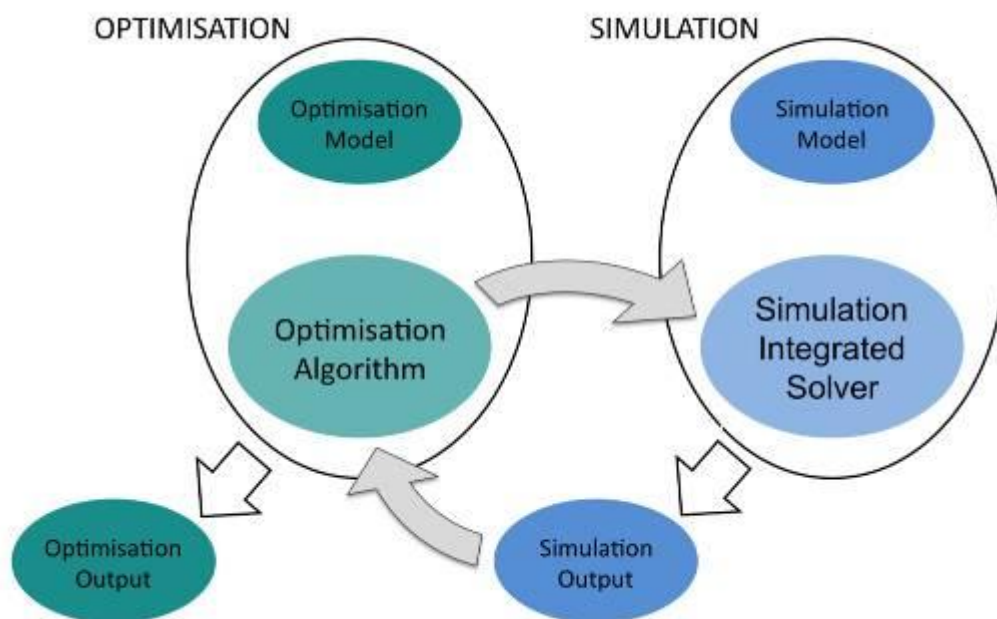 OPTIMISATION
SIMULATION
Optimisation
Model
Simulation
Model
Optimisation
Algorithm
Simulation
Integrated
Solver
Optimisation
Output
Simulation
Output